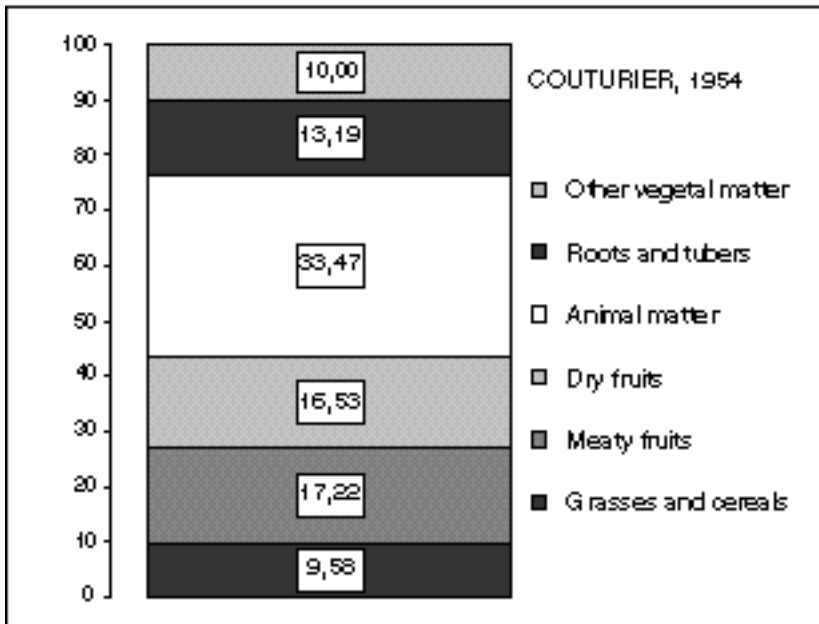 100
90
80
70
60
50
40
30
20
10
0
10,00
13,19
33,47
16,53
17,22
9,58
COUTURIER, 1954
Other vegetal matter
Roots and tubers
Animal matter
Dry fruits
Meaty fruits
Grasses and cereals